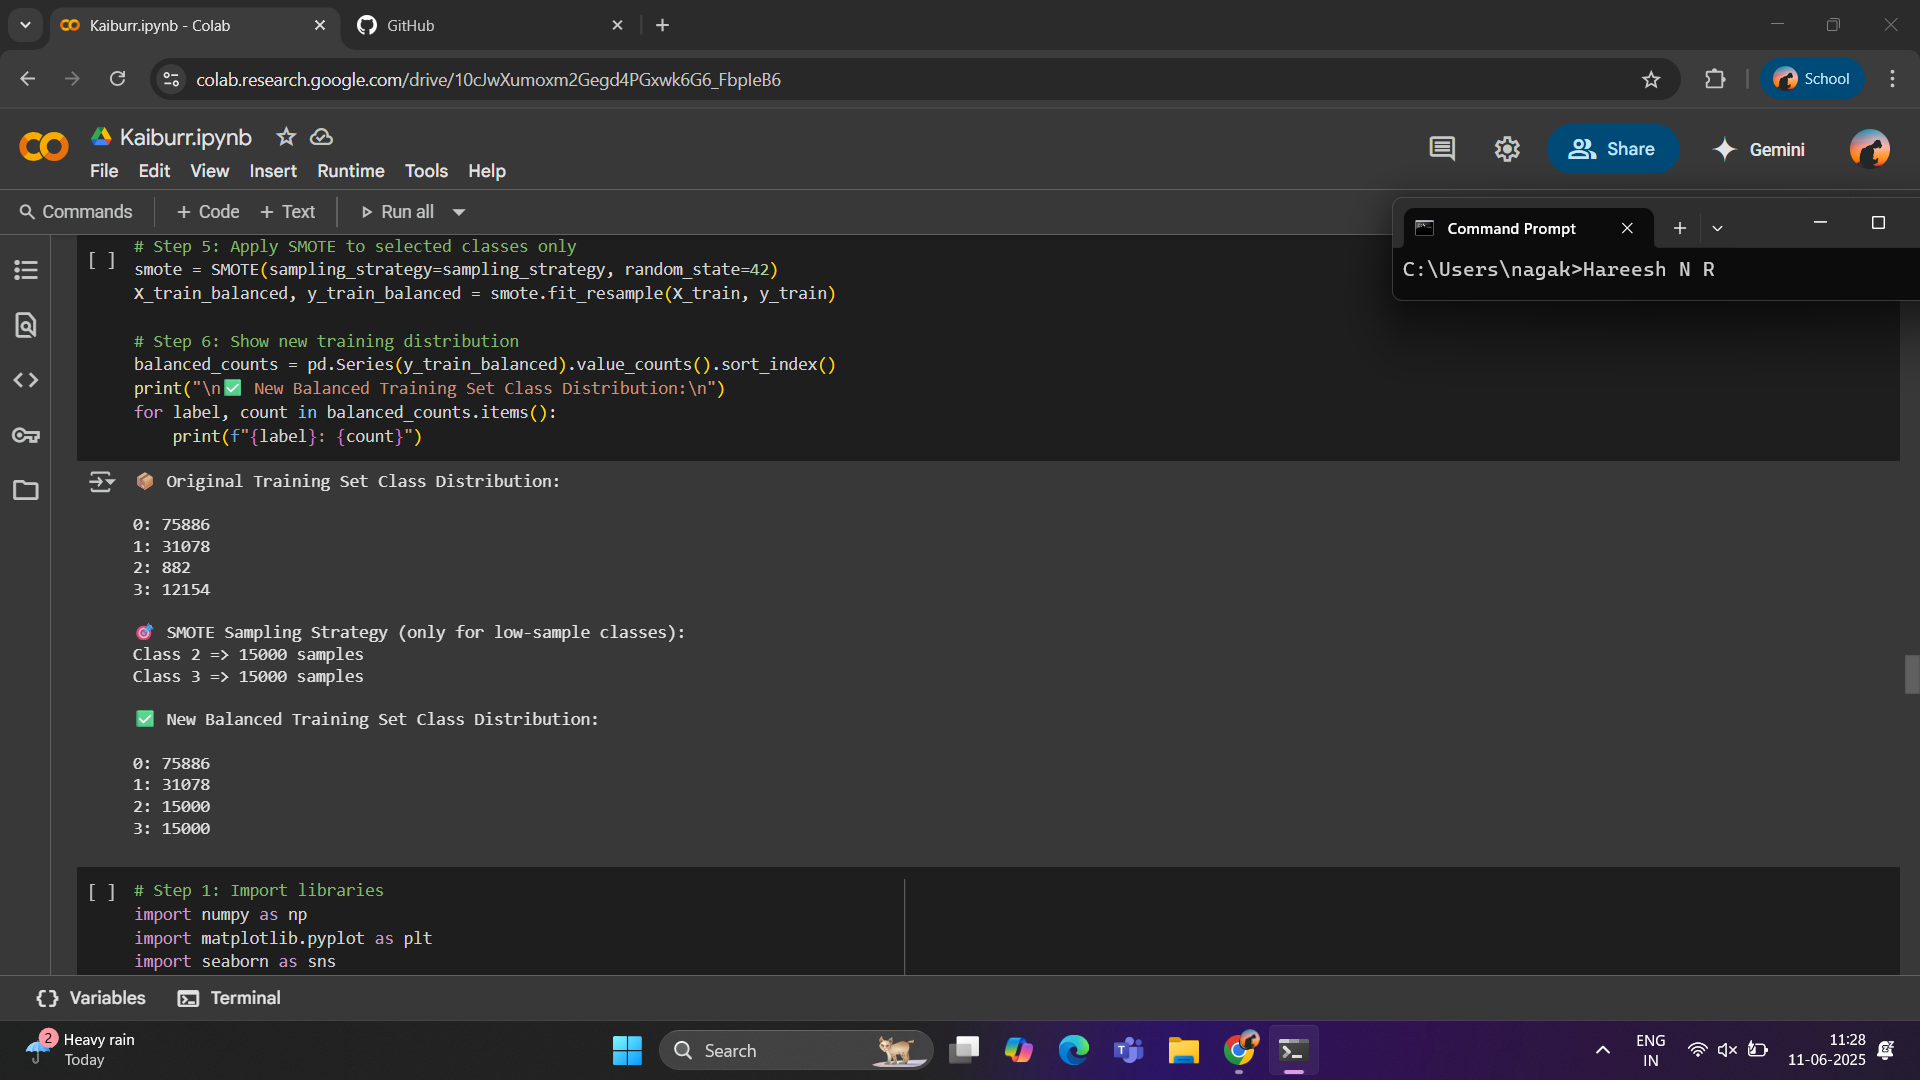 Kaiburr.ipynb - Colab
GitHub
colab.research.google.com/drive/10cJwXumoxm2Gegd4PGxwk6G6_FbpIeB6
School
Kaiburr.ipynb
File Edit View Insert Runtime Tools Help
Share
Gemini
Commands + Code + Text Run all
Command Prompt
C:\Users\nagak>Hareesh N R
[ ] # Step 5: Apply SMOTE to selected classes only
smote = SMOTE(sampling_strategy=sampling_strategy, random_state=42)
X_train_balanced, y_train_balanced = smote.fit_resample(X_train, y_train)
# Step 6: Show new training distribution
balanced_counts = pd.Series(y_train_balanced).value_counts().sort_index()
print("\n✅ New Balanced Training Set Class Distribution:\n")
for label, count in balanced_counts.items():
print(f"{label}: {count}")
📦 Original Training Set Class Distribution:
0: 75886
1: 31078
2: 882
3: 12154
🎯 SMOTE Sampling Strategy (only for low-sample classes):
Class 2 => 15000 samples
Class 3 => 15000 samples
✅ New Balanced Training Set Class Distribution:
0: 75886
1: 31078
2: 15000
3: 15000
[ ] # Step 1: Import libraries
import numpy as np
import matplotlib.pyplot as plt
import seaborn as sns
Variables Terminal
2
Heavy rain
Today
Search
ENG
IN
11:28
11-06-2025